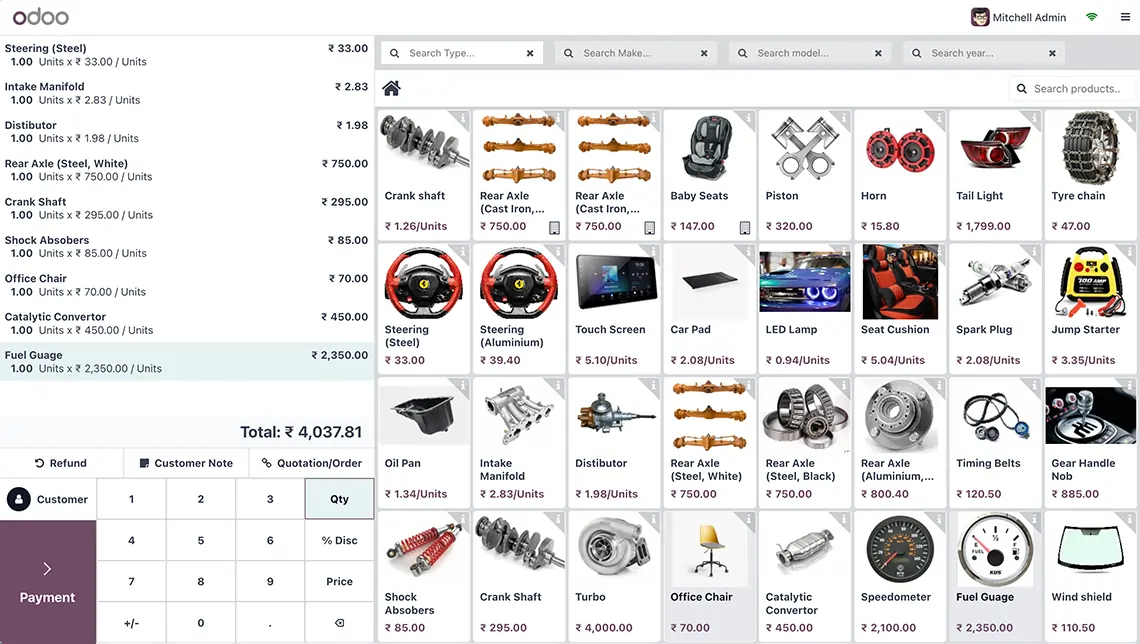 odoo
Mitchell Admin
Steering (Steel) ₹ 33.00
1.00 Units x ₹ 33.00 / Units
Intake Manifold ₹ 2.83
1.00 Units x ₹ 2.83 / Units
Distibutor ₹ 1.98
1.00 Units x ₹ 1.98 / Units
Rear Axle (Steel, White) ₹ 750.00
1.00 Units x ₹ 750.00 / Units
Crank Shaft ₹ 295.00
1.00 Units x ₹ 295.00 / Units
Shock Absobers ₹ 85.00
1.00 Units x ₹ 85.00 / Units
Office Chair ₹ 70.00
1.00 Units x ₹ 70.00 / Units
Catalytic Convertor ₹ 450.00
1.00 Units x ₹ 450.00 / Units
Fuel Guage ₹ 2,350.00
1.00 Units x ₹ 2,350.00 / Units
Total: ₹ 4,037.81
Refund Customer Note Quotation/Order
Customer 1 2 3 Qty
4 5 6 % Disc
7 8 9 Price
+/- 0 .
Payment
Search Type... Search Make... Search model... Search year...
Search products..
Crank shaft
₹ 1.26/Units
Rear Axle
(Cast Iron,...
₹ 750.00
Rear Axle
(Cast Iron,...
₹ 750.00
Baby Seats
₹ 147.00
Piston
₹ 320.00
Horn
₹ 15.80
Tail Light
₹ 1,799.00
Tyre chain
₹ 47.00
Steering
(Steel)
₹ 33.00
Steering
(Aluminium)
₹ 39.40
Touch Screen
₹ 5.10/Units
Car Pad
₹ 2.08/Units
LED Lamp
₹ 0.94/Units
Seat Cushion
₹ 5.04/Units
Spark Plug
₹ 2.08/Units
Jump Starter
₹ 3.35/Units
Oil Pan
₹ 1.34/Units
Intake
Manifold
₹ 2.83/Units
Distibutor
₹ 1.98/Units
Rear Axle
(Steel, White)
₹ 750.00
Rear Axle
(Steel, Black)
₹ 750.00
Rear Axle
(Aluminium,...
₹ 800.40
Timing Belts
₹ 120.50
Gear Handle
Nob
₹ 885.00
Shock
Absobers
₹ 85.00
Crank Shaft
₹ 295.00
Turbo
₹ 4,000.00
Office Chair
₹ 70.00
Catalytic
Convertor
₹ 450.00
Speedometer
₹ 2,100.00
FUEL
KUS
Fuel Guage
₹ 2,350.00
Wind shield
₹ 110.50